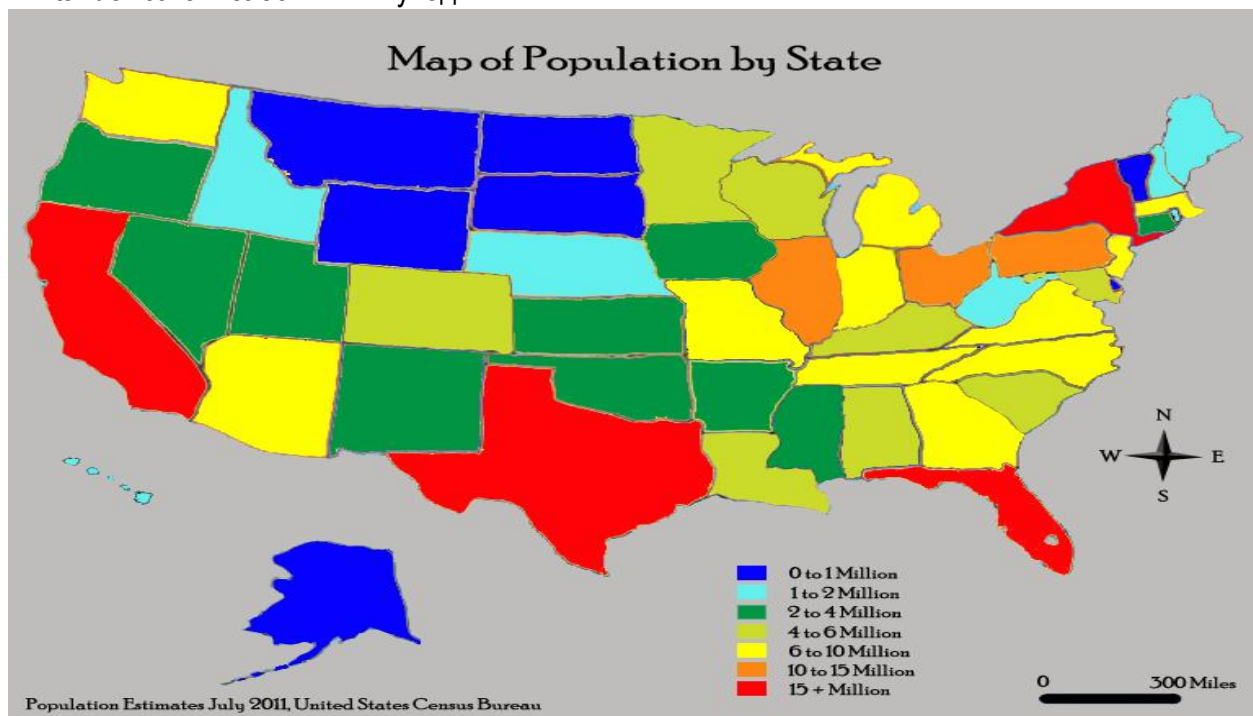 Map of Population by State
N
W E
S
0 to 1 Million
1 to 2 Million
2 to 4 Million
4 to 6 Million
6 to 10 Million
10 to 15 Million
15 + Million
0 300 Miles
Population Estimates July 2011, United States Census Bureau